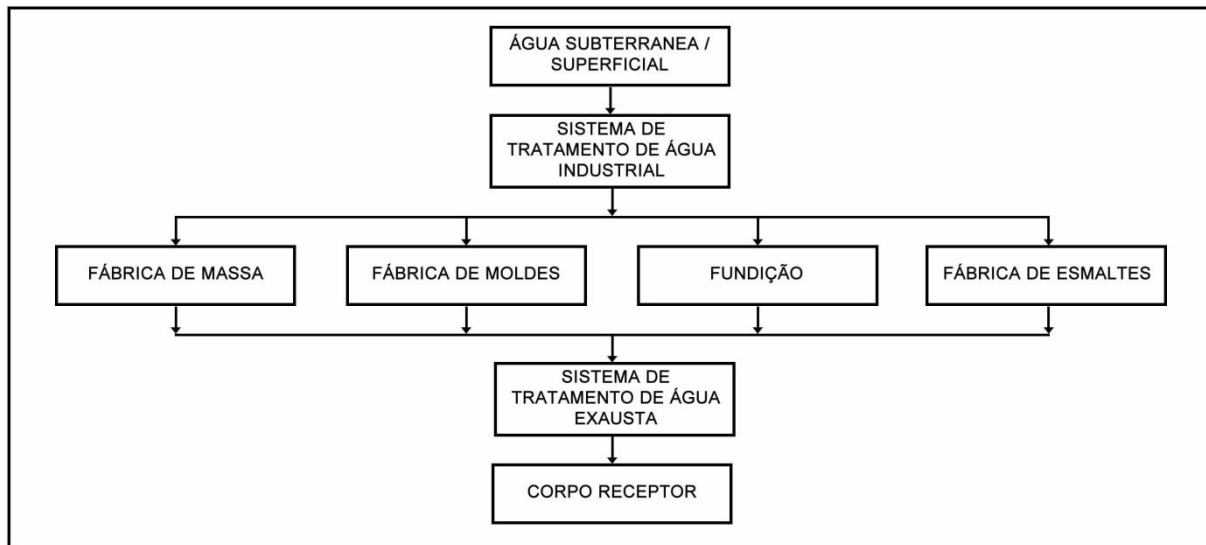 ÁGUA SUBTERRANEA /
SUPERFICIAL
SISTEMA DE
TRATAMENTO DE ÁGUA
INDUSTRIAL
FÁBRICA DE MASSA
FÁBRICA DE MOLDES
FUNDIÇÃO
FÁBRICA DE ESMALTES
SISTEMA DE
TRATAMENTO DE ÁGUA
EXAUSTA
CORPO RECEPTOR